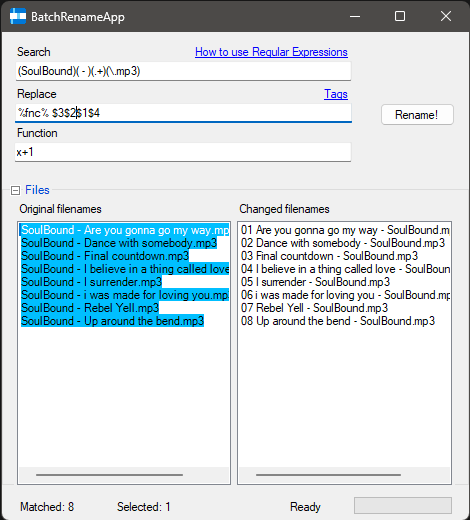 BatchRenameApp
Search How to use Regular Expressions
(SoulBound)( - )(.+)(\.mp3)
Replace Tags
%fnc% $3$2$1$4
Rename!
Function
x+1
Files
Original filenames Changed filenames
SoulBound - Are you gonna go my way.mp 01 Are you gonna go my way - SoulBound.m
SoulBound - Dance with somebody.mp3 02 Dance with somebody - SoulBound.mp3
SoulBound - Final countdown.mp3 03 Final countdown - SoulBound.mp3
SoulBound - I believe in a thing called love 04 I believe in a thing called love - SoulBoun
SoulBound - I surrender.mp3 05 I surrender - SoulBound.mp3
SoulBound - i was made for loving you.mp 06 i was made for loving you - SoulBound.mp
SoulBound - Rebel Yell.mp3 07 Rebel Yell - SoulBound.mp3
SoulBound - Up around the bend.mp3 08 Up around the bend - SoulBound.mp3
Matched: 8 Selected: 1 Ready